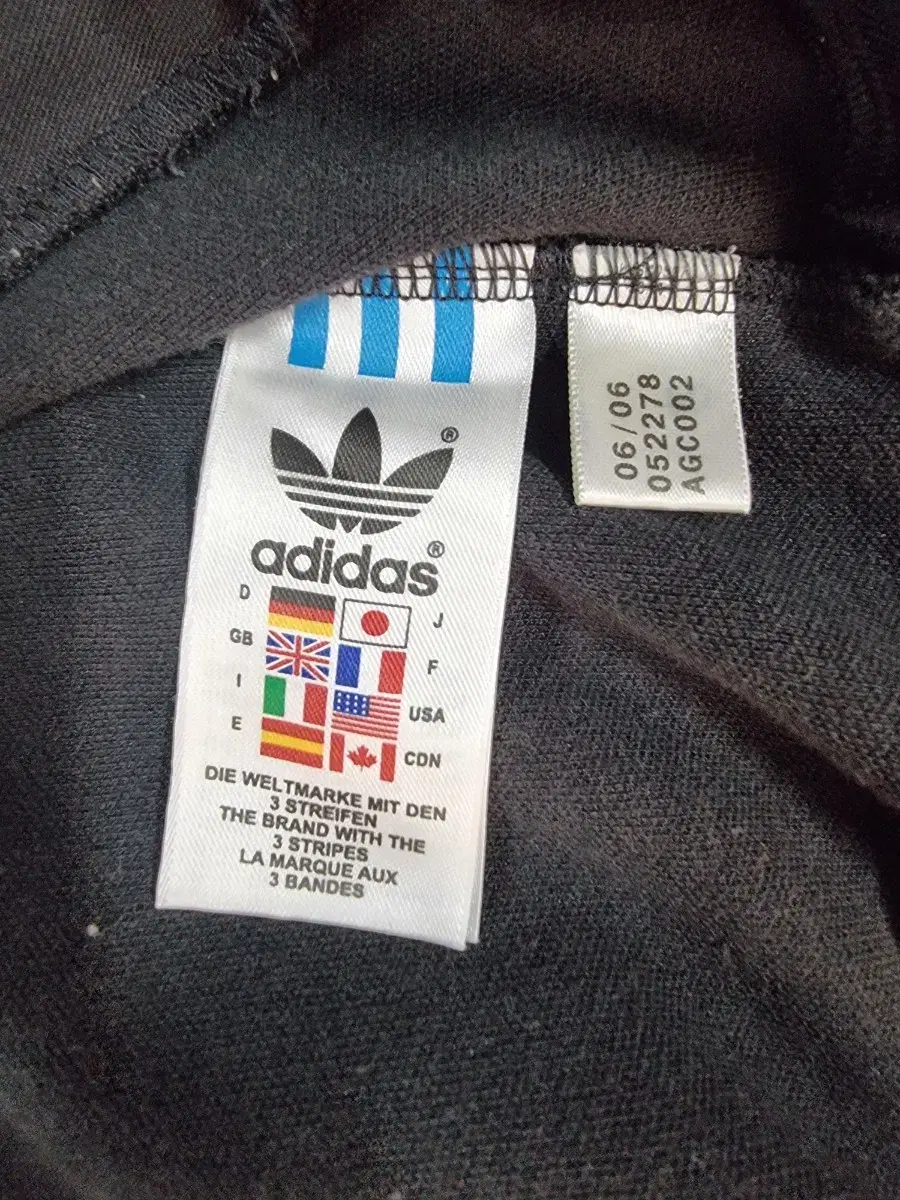 adidas®
®
D
J
GB
F
I
USA
E
CDN
DIE WELTMARKE MIT DEN
3 STREIFEN
THE BRAND WITH THE
3 STRIPES
LA MARQUE AUX
3 BANDES
06/06
052278
AGC002